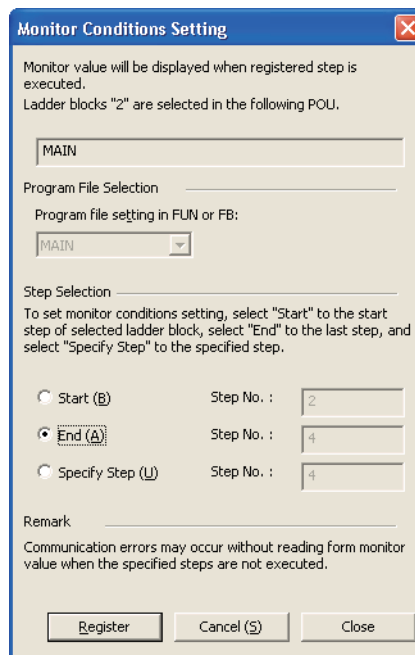 Monitor Conditions Setting
Monitor value will be displayed when registered step is
executed.
Ladder blocks "2" are selected in the following POU.
MAIN
Program File Selection
Program file setting in FUN or FB:
MAIN
Step Selection
To set monitor conditions setting, select "Start" to the start
step of selected ladder block, select "End" to the last step, and
select "Specify Step" to the specified step.
Start (B) Step No. : 2
End (A) Step No. : 4
Specify Step (U) Step No. : 4
Remark
Communication errors may occur without reading form monitor
value when the specified steps are not executed.
Register Cancel (S) Close